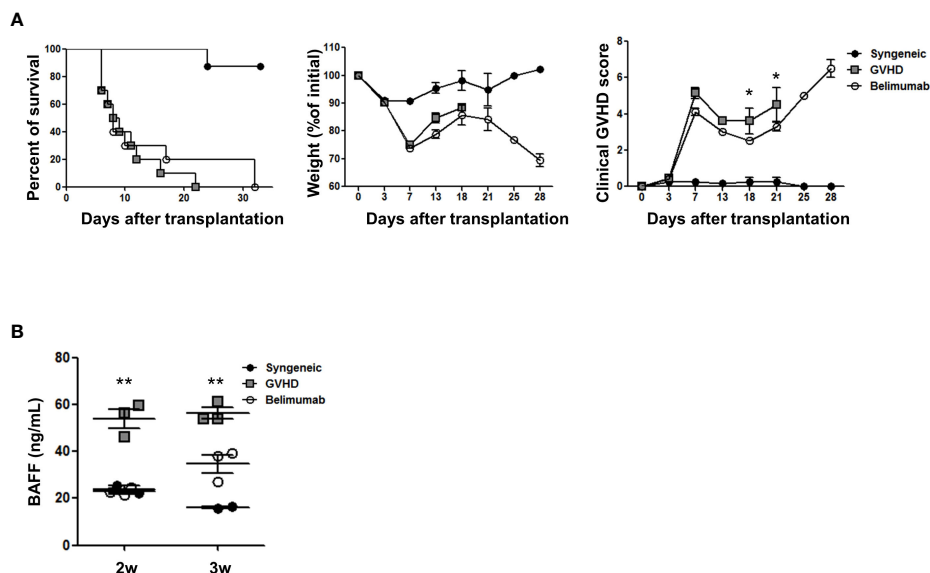 A
Percent of survival
100
80
60
40
20
0
10
20
30
Days after transplantation
Weight (%of initial)
110
100
90
80
70
60
0 3 7 13 18 21 25 28
Days after transplantation
Clinical GVHD score
8
6
4
2
0
* *
0 3 7 13 18 21 25 28
Days after transplantation
Syngeneic
GVHD
Belimumab
B
BAFF (ng/mL)
80
60
40
20
0
** **
2w 3w
Syngeneic
GVHD
Belimumab